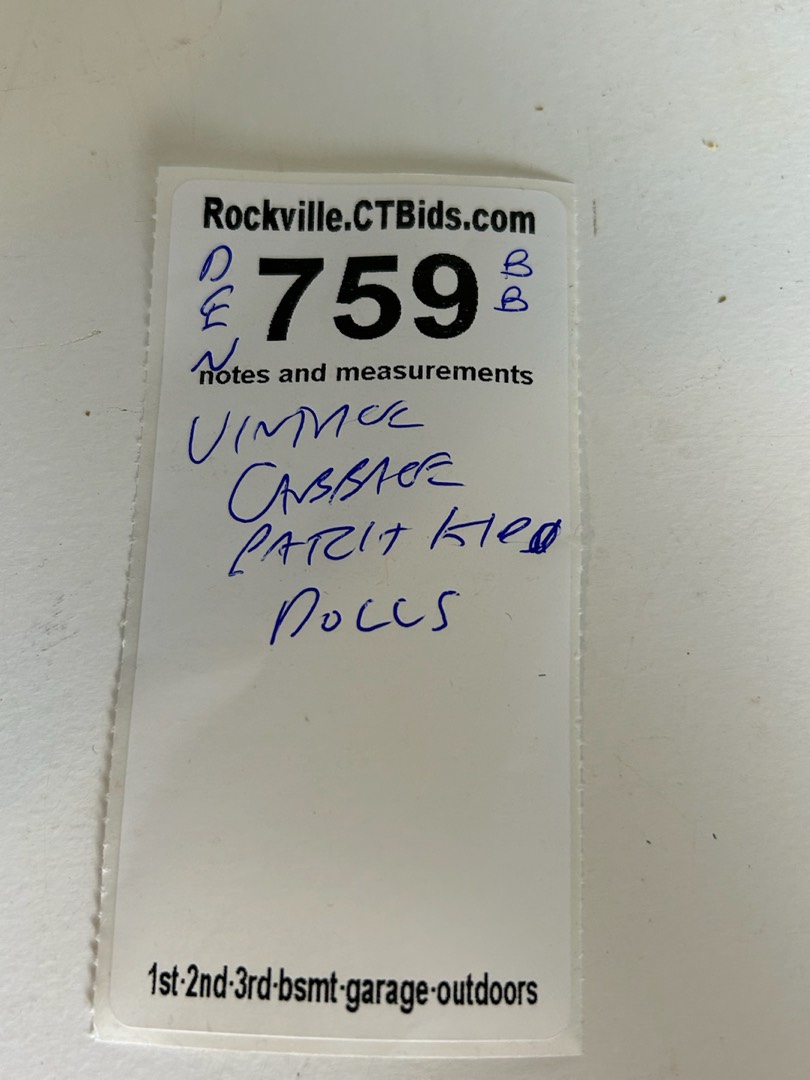 Rockville.CTBids.com
DEN
759
BB
notes and measurements
VINTAGE
CABBAGE
PATCH KID
DOLLS
1st·2nd·3rd·bsmt·garage·outdoors